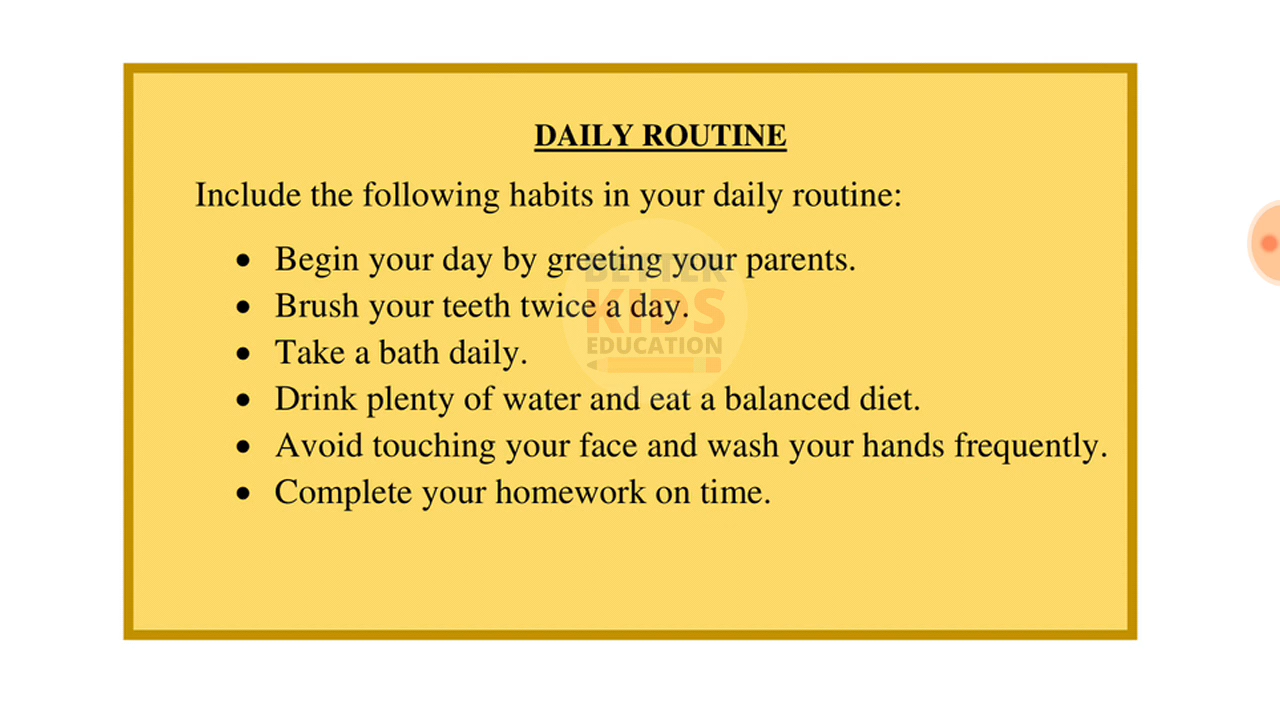 DAILY ROUTINE
Include the following habits in your daily routine:
• Begin your day by greeting your parents.
• Brush your teeth twice a day.
• Take a bath daily.
• Drink plenty of water and eat a balanced diet.
• Avoid touching your face and wash your hands frequently.
• Complete your homework on time.
BETTER
KIDS
EDUCATION